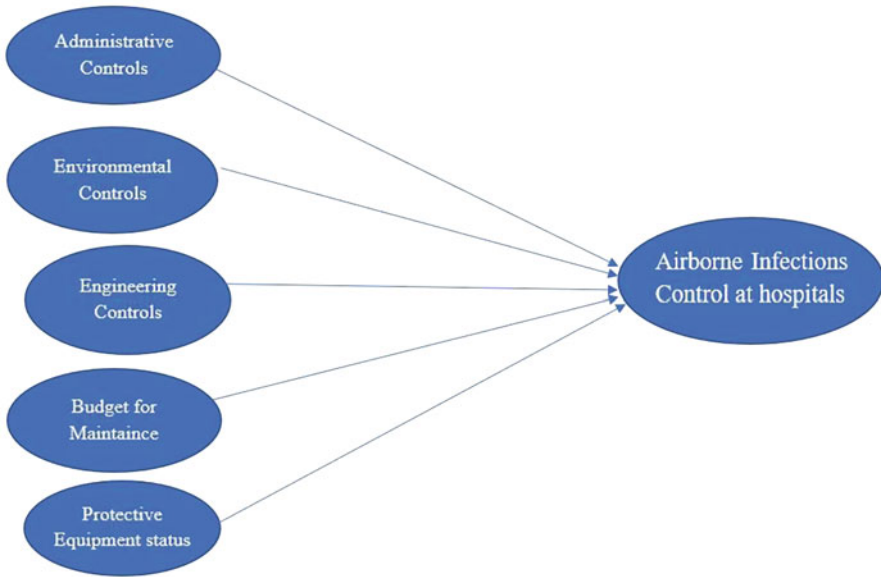 Administrative
Controls
Environmental
Controls
Engineering
Controls
Budget for
Maintaince
Protective
Equipment status
Airborne Infections
Control at hospitals